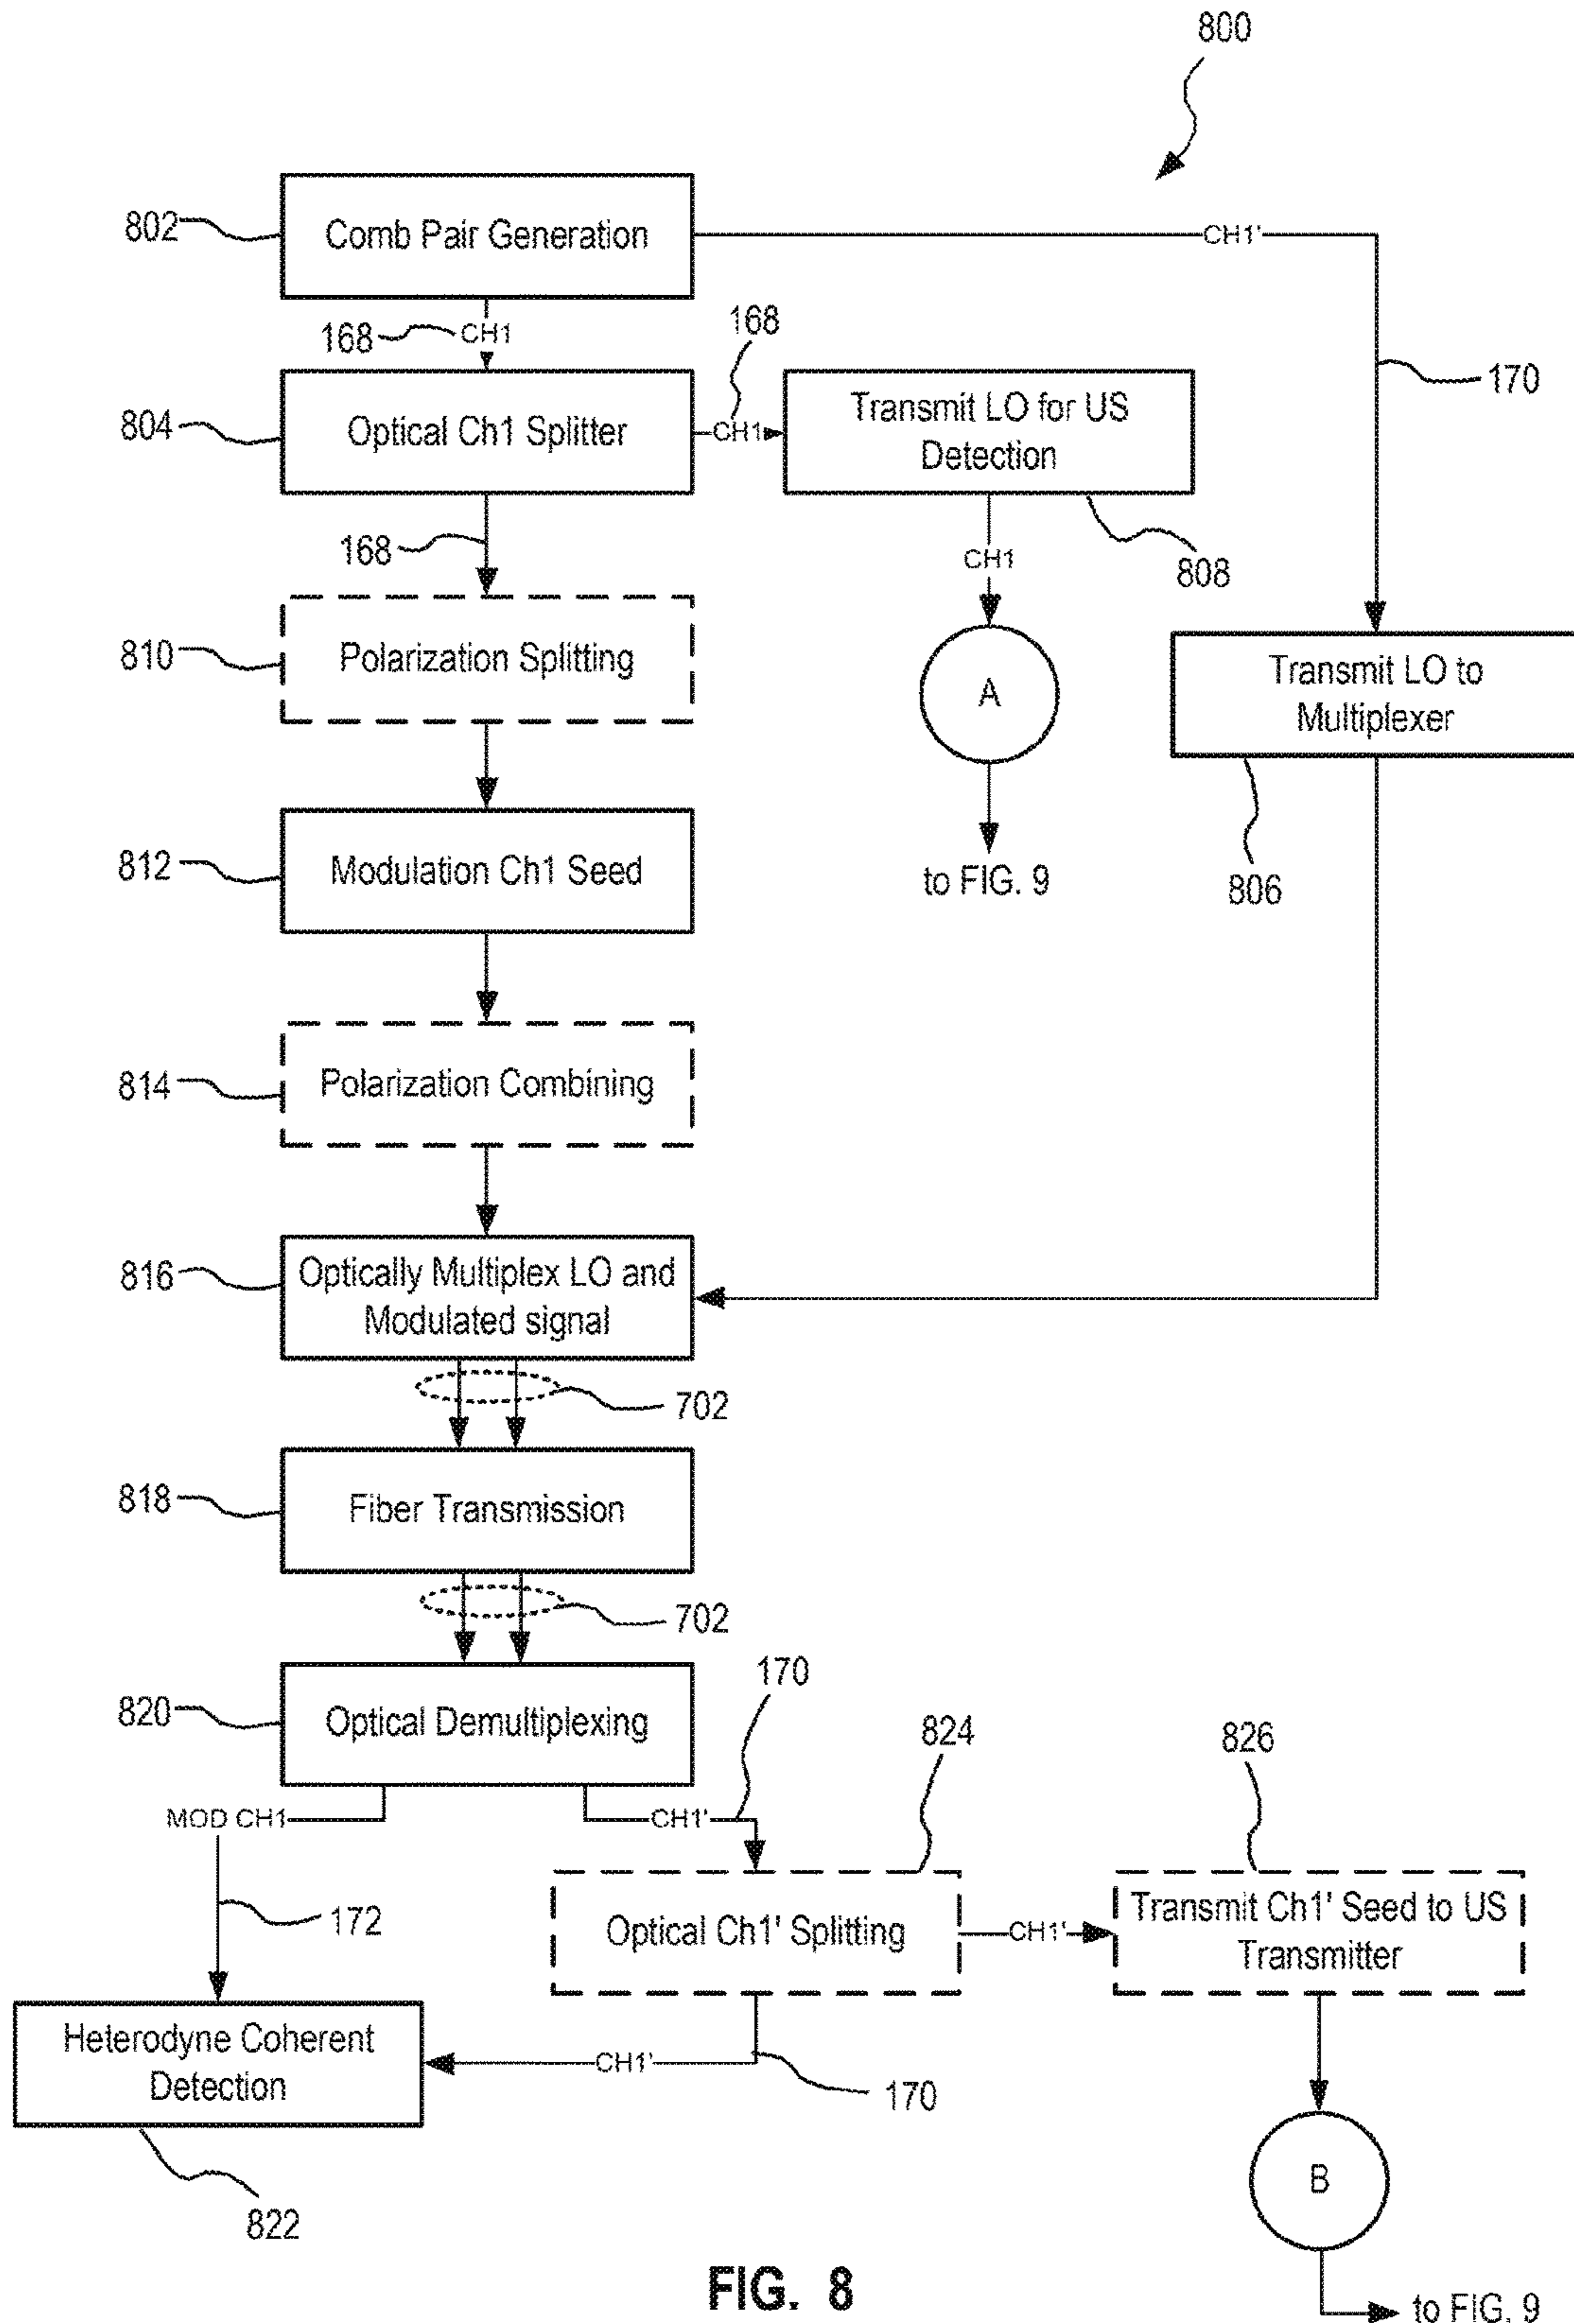 800
802
Comb Pair Generation
CH1'
168
CH1
168
170
804
Optical Ch1 Splitter
CH1
Transmit LO for US
Detection
168
CH1
808
810
Polarization Splitting
A
Transmit LO to
Multiplexer
812
Modulation Ch1 Seed
to FIG. 9
806
814
Polarization Combining
816
Optically Multiplex LO and
Modulated signal
702
818
Fiber Transmission
702
820
Optical Demultiplexing
170
824
826
MOD CH1
CH1'
172
Optical Ch1' Splitting
CH1'
Transmit Ch1' Seed to US
Transmitter
Heterodyne Coherent
Detection
CH1'
170
822
B
FIG. 8
to FIG. 9